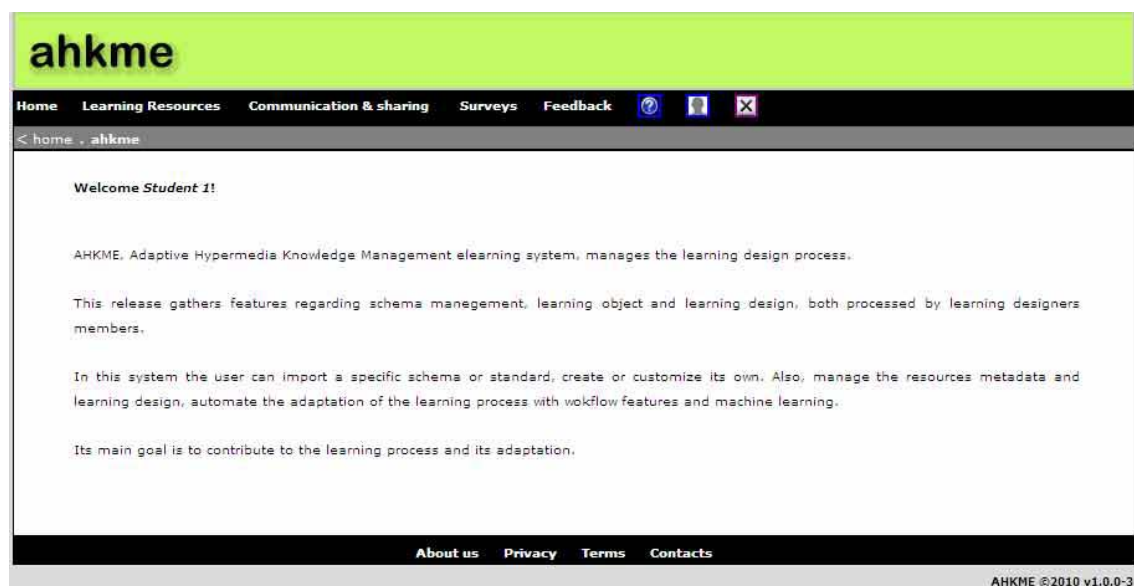 ahkme
Home Learning Resources Communication & sharing Surveys Feedback
< home . ahkme
Welcome Student 1!
AHKME, Adaptive Hypermedia Knowledge Management elearning system, manages the learning design process.
This release gathers features regarding schema manegement, learning object and learning design, both processed by learning designers
members.
In this system the user can import a specific schema or standard, create or customize its own. Also, manage the resources metadata and
learning design, automate the adaptation of the learning process with wokflow features and machine learning.
Its main goal is to contribute to the learning process and its adaptation.
About us Privacy Terms Contacts
AHKME ©2010 v1.0.0-3